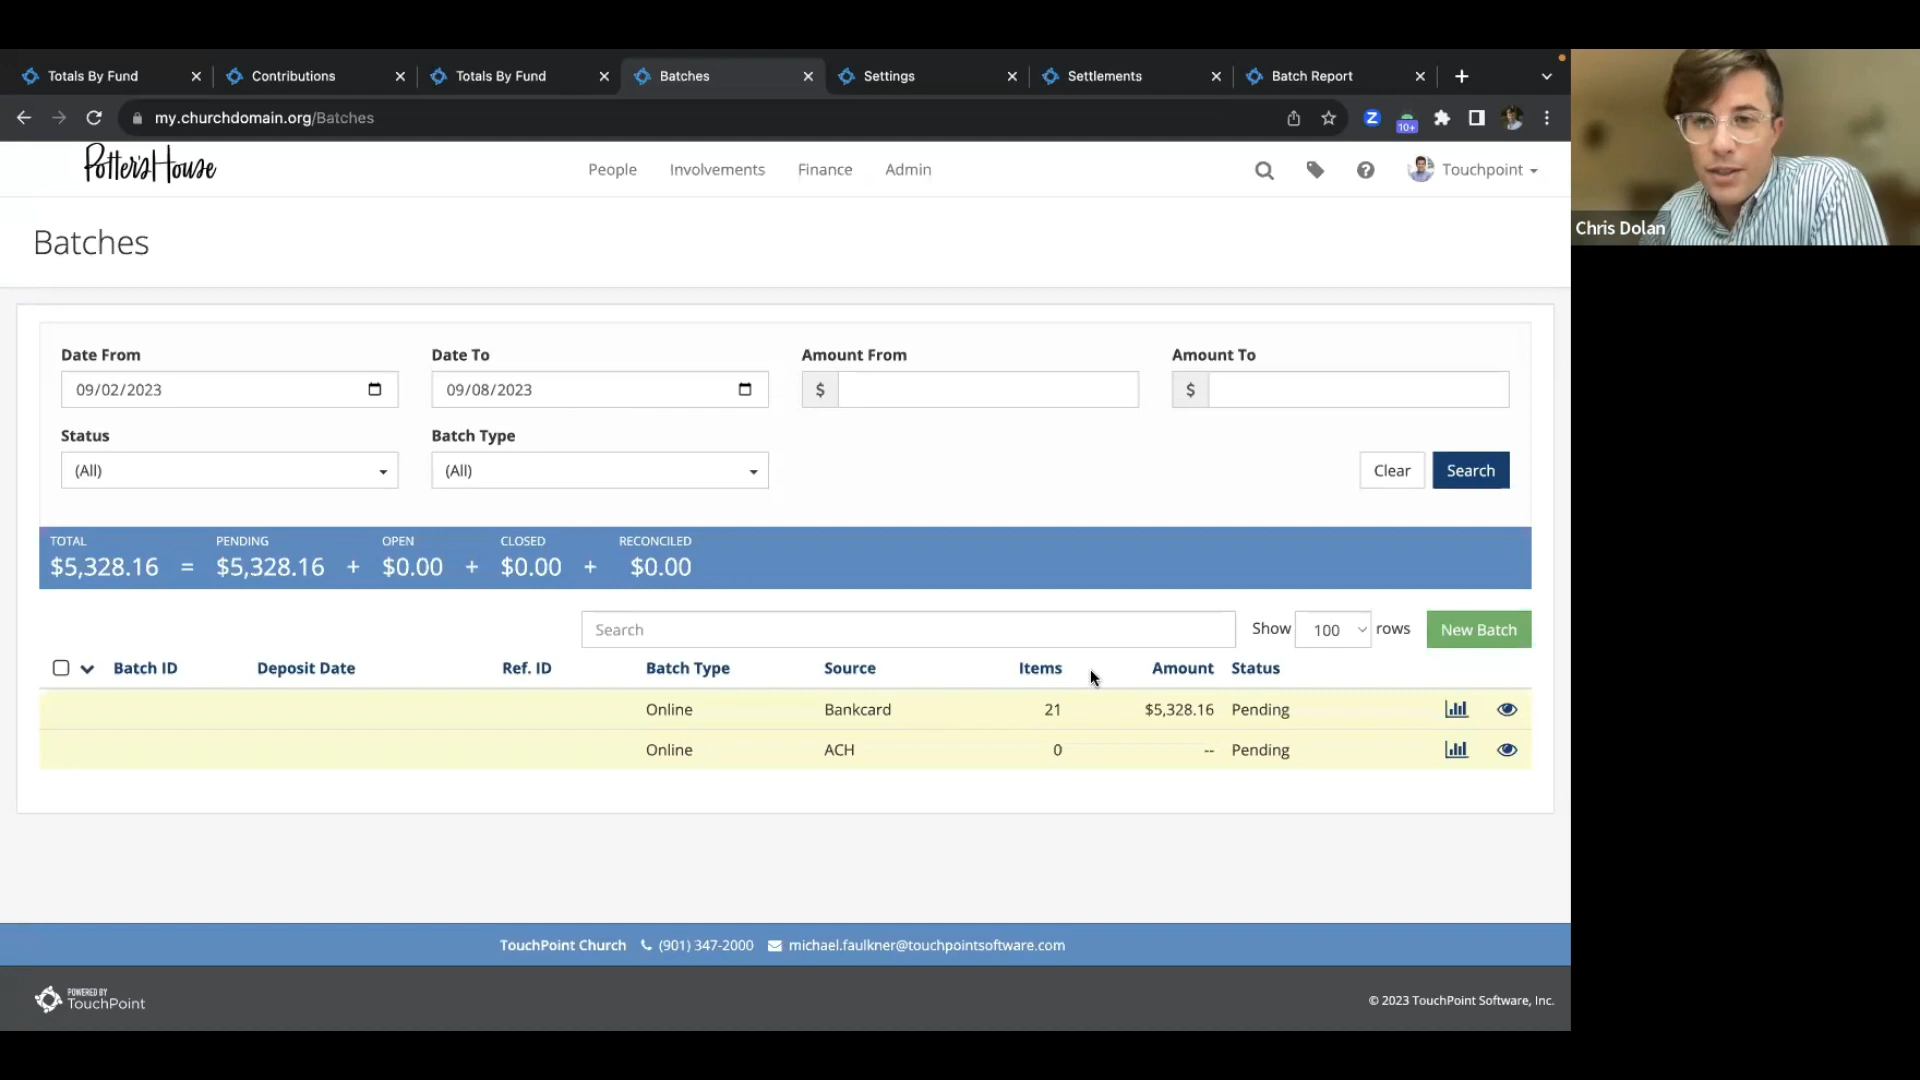 Totals By Fund
Contributions
Totals By Fund
Batches
Settings
Settlements
Batch Report
my.churchdomain.org/Batches
Z
10+
Potter's House
People
Involvements
Finance
Admin
Touchpoint
Chris Dolan
Batches
Date From
Date To
Amount From
Amount To
09/02/2023
09/08/2023
$
$
Status
Batch Type
(All)
(All)
Clear
Search
TOTAL
PENDING
OPEN
CLOSED
RECONCILED
$5,328.16 = $5,328.16 + $0.00 + $0.00 + $0.00
Search
Show 100 rows
New Batch
Batch ID Deposit Date Ref. ID Batch Type Source Items Amount Status
Online Bankcard 21 $5,328.16 Pending
Online ACH 0 -- Pending
TouchPoint Church (901) 347-2000 michael.faulkner@touchpointsoftware.com
POWERED BY
TouchPoint
© 2023 TouchPoint Software, Inc.